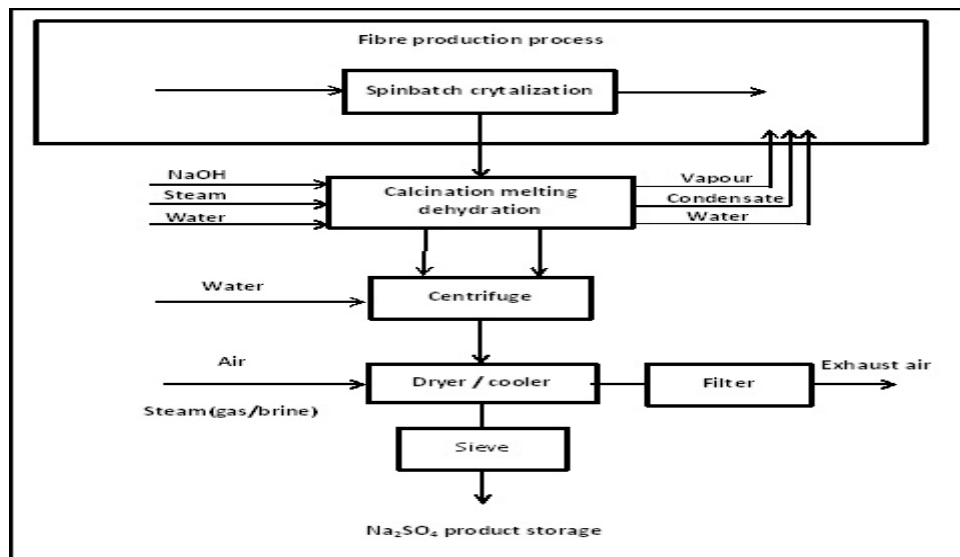 Fibre production process
Spinbatch crytalization
NaOH
Steam
Water
Calcination melting
dehydration
Vapour
Condensate
Water
Water
Centrifuge
Air
Steam(gas/brine)
Dryer / cooler
Filter
Exhaust air
Sieve
Na₂SO₄ product storage